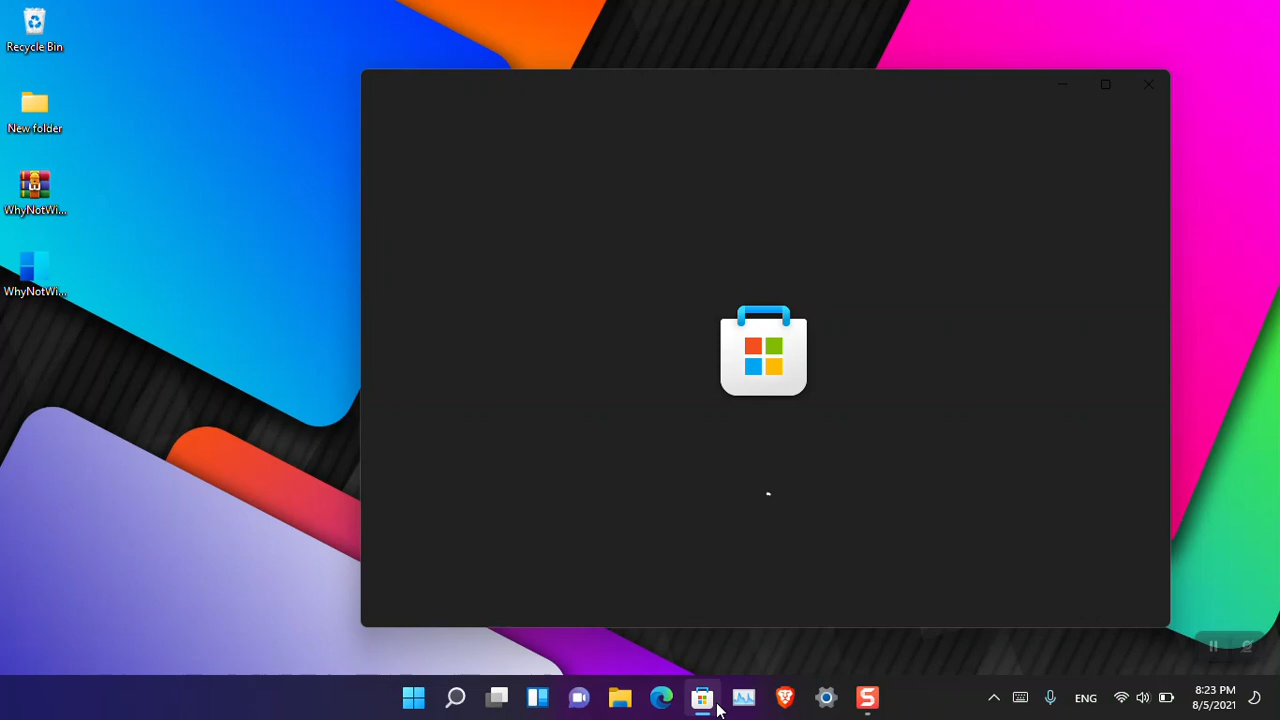 Recycle Bin
New folder
WhyNotWi...
WhyNotWi...
ENG
8:23 PM
8/5/2021